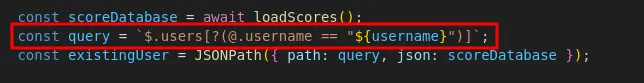 const scoreDatabase = await loadScores();
const query = `$.users[?(@.username == "${username}")]`;
const existingUser = JSONPath({ path: query, json: scoreDatabase });